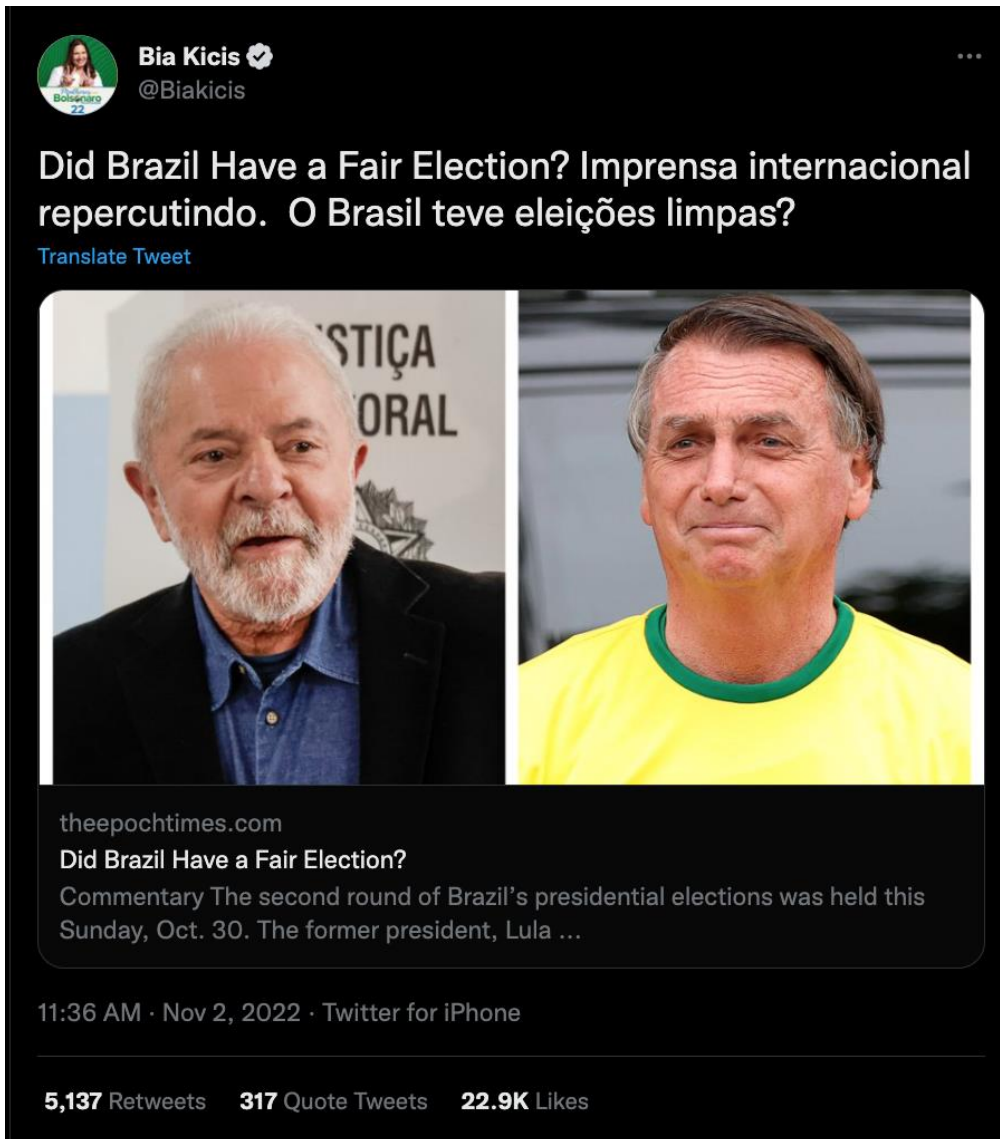 Bia Kicis
@Biakicis
Bolsonaro
22
Did Brazil Have a Fair Election? Imprensa internacional
repercutindo.  O Brasil teve eleições limpas?
Translate Tweet
STIÇA
ORAL
theepochtimes.com
Did Brazil Have a Fair Election?
Commentary The second round of Brazil’s presidential elections was held this
Sunday, Oct. 30. The former president, Lula ...
11:36 AM · Nov 2, 2022 · Twitter for iPhone
5,137 Retweets 317 Quote Tweets 22.9K Likes